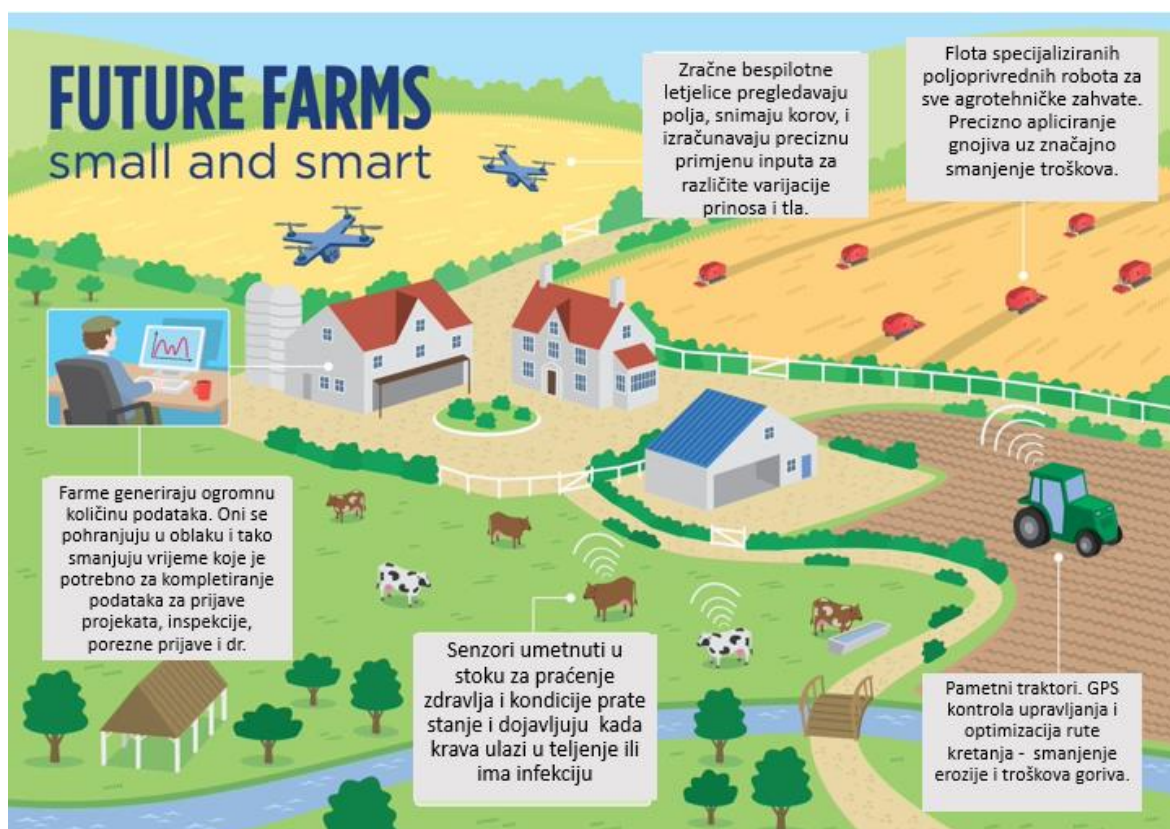 FUTURE FARMS
small and smart
Zračne bespilotne
letjelice pregledavaju
polja, snimaju korov, i
izračunavaju preciznu
primjenu inputa za
različite varijacije
prinosa i tla.
Flota specijaliziranih
poljoprivrednih robota za
sve agrotehničke zahvate.
Precizno apliciranje
gnojiva uz značajno
smanjenje troškova.
Farme generiraju ogromnu
količinu podataka. Oni se
pohranjuju u oblaku i tako
smanjuju vrijeme koje je
potrebno za kompletiranje
podataka za prijave
projekata, inspekcije,
porezne prijave i dr.
Senzori umetnuti u
stoku za praćenje
zdravlja i kondicije prate
stanje i dojavljuju kada
krava ulazi u teljenje ili
ima infekciju
Pametni traktori. GPS
kontrola upravljanja i
optimizacija rute
kretanja - smanjenje
erozije i troškova goriva.